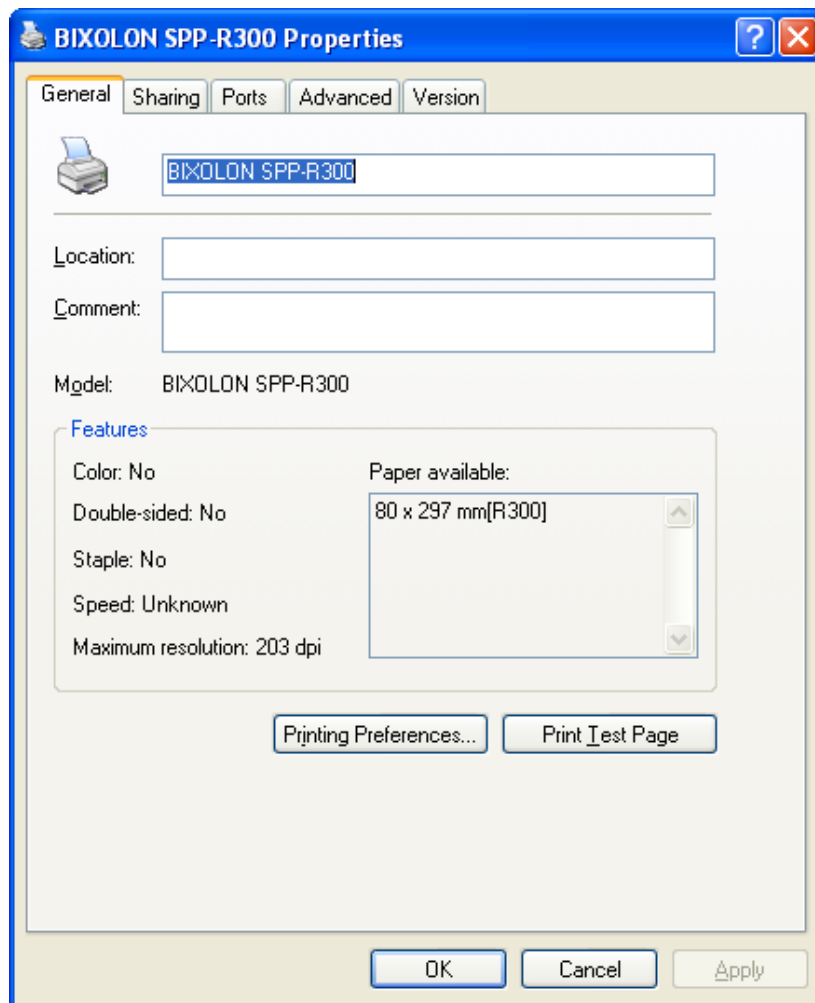 BIXOLON SPP-R300 Properties
General Sharing Ports Advanced Version
BIXOLON SPP-R300
Location:
Comment:
Model: BIXOLON SPP-R300
Features
Color: No
Paper available:
Double-sided: No
80 x 297 mm[R300]
Staple: No
Speed: Unknown
Maximum resolution: 203 dpi
Printing Preferences... Print Test Page
OK Cancel Apply